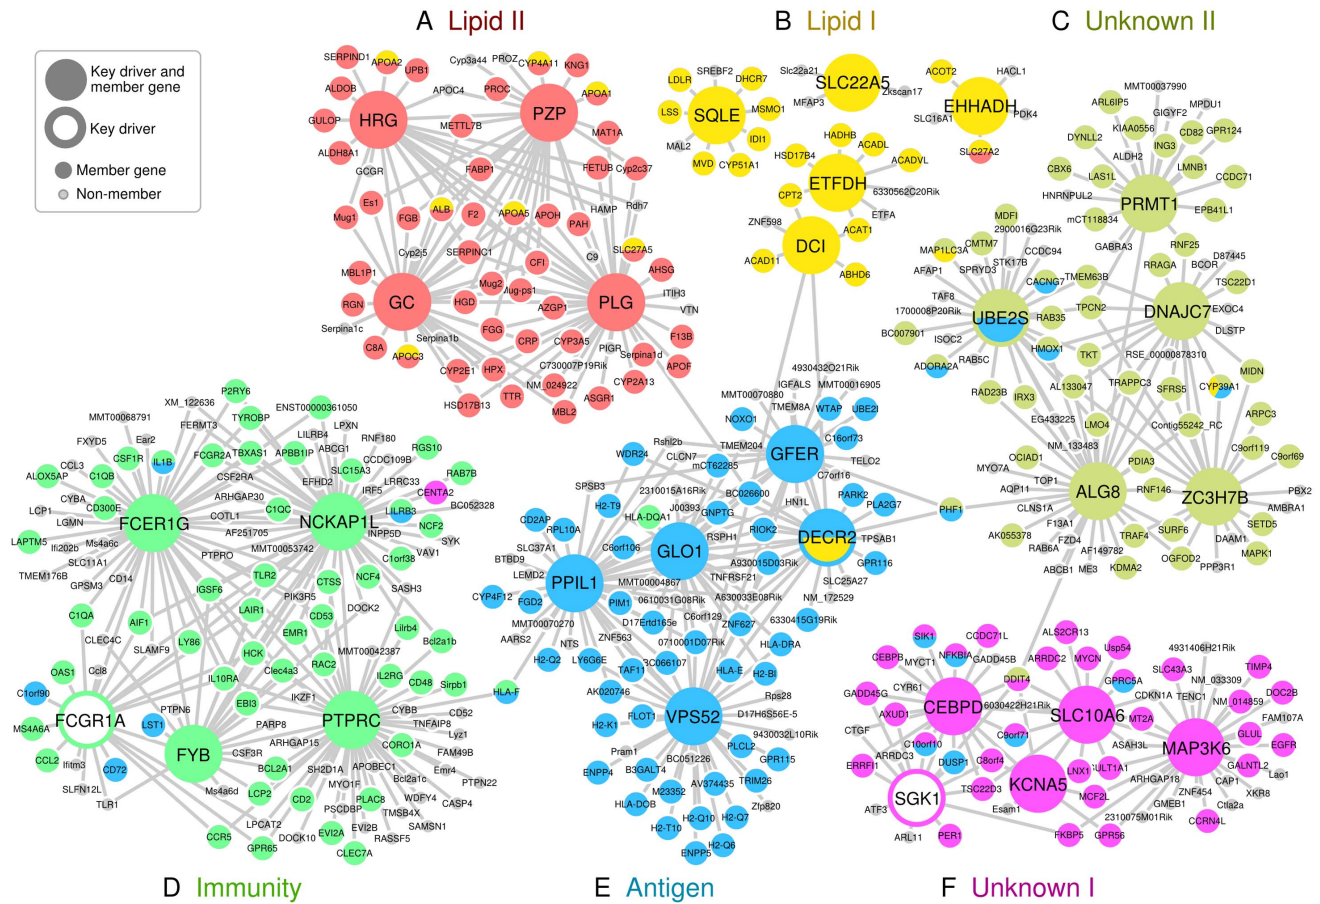 A Lipid II
B Lipid I
C Unknown II
Key driver and
member gene
Key driver
Member gene
Non-member
SERPIND1
APOA2
UPB1
Cyp3a44
PROZ
CYP4A11
KNG1
ALDOB
APOC4
PROC
APOA1
GULOP
HRG
METTL7B
PZP
MAT1A
ALDH8A1
GCGR
FABP1
FETUB
Cyp2c37
Es1
Mug1
FGB
ALB
F2
APOA5
APOH
PAH
HAMP
Rdh7
Cyp2j5
SERPINC1
CFI
C9
SLC27A5
MBL1P1
AHSG
RGN
GC
HGD
Mug2
Mug-ps1
AZGP1
PLG
ITIH3
VTN
Serpina1c
Serpina1b
FGG
CRP
CYP3A5
PIGR
F13B
C8A
APOC3
CYP2E1
HPX
C730007P19Rik
Serpina1d
APOF
NM_024922
CYP2A13
HSD17B13
TTR
MBL2
ASGR1
LDLR
SREBF2
DHCR7
LSS
SQLE
MSMO1
MAL2
IDI1
MVD
CYP51A1
Slc22a21
SLC22A5
MFAP3
Zkscan17
ACOT2
HACL1
EHHADH
SLC16A1
PDK4
SLC27A2
HADHB
ACADL
HSD17B4
ACADVL
ETFDH
CPT2
6330562C20Rik
ETFA
ZNF598
DCI
ACAT1
ACAD11
ABHD6
MMT00037990
ARL6IP5
MPDU1
GIGYF2
KIAA0556
CD82
GPR124
DYNLL2
ING3
ALDH2
CBX6
LAS1L
LMNB1
CCDC71
HNRNPUL2
PRMT1
mCT118834
EPB41L1
MDFI
2900016G23Rik
GABRA3
RNF25
MAP1LC3A
CMTM7
CCDC94
D87445
STK17B
RRAGA
BCOR
AFAP1
SPRYD3
CACNG7
TMEM63B
TSC22D1
TAF8
1700008P20Rik
UBE2S
RAB35
TPCN2
DNAJC7
EXOC4
BC007901
ISOC2
HMOX1
DLSTP
ADORA2A
RAB5C
TKT
RSE_00000878310
MIDN
RAD23B
IRX3
AL133047
TRAPPC3
SFRS5
CYP39A1
EG433225
LMO4
Contig55242_RC
ARPC3
NM_133483
C9orf119
OCIAD1
PDIA3
C9orf69
MYO7A
TOP1
AQP11
ALG8
RNF146
ZC3H7B
PBX2
CLNS1A
AMBRA1
F13A1
SURF6
SETD5
AK055378
FZD4
TRAF4
DAAM1
RAB6A
AF149782
OGFOD2
MAPK1
ABCB1
ME3
KDMA2
PPP3R1
P2RY6
XM_122636
ENST00000361050
MMT00068791
TYROBP
FERMT3
LPXN
FXYD5
Ear2
LILRB4
RNF180
CSF1R
IL1B
FCGR2A
TBXAS1
APBB1IP
ABCG1
CCDC109B
RGS10
CCL3
C1QB
SLC15A3
RAB7B
ALOX5AP
CSF2RA
EFHD2
LRRC33
CENTA2
CYBA
IRF5
LCP1
CD300E
ARHGAP30
C1QC
LILRB3
BC052328
FCER1G
COTL1
NCKAP1L
LGMN
AF251705
INPP5D
NCF2
LAPTM5
Ms4a6c
MMT00053742
SYK
Ifi202b
PTPRO
C1orf38
VAV1
SLC11A1
TMEM176B
CD14
TLR2
CTSS
NCF4
GPSM3
IGSF6
PIK3R5
SASH3
C1QA
LAIR1
CD53
DOCK2
AIF1
CLEC4C
LY86
EMR1
Lilrb4
SLAMF9
HCK
Bcl2a1b
RAC2
MMT00042387
OAS1
Ccl8
Clec4a3
IL2RG
CD48
Sirpb1
HLA-F
C1orf90
IL10RA
IKZF1
CYBB
CD52
FCGR1A
PTPN6
EBI3
PTPRC
MS4A6A
LST1
PARP8
TNFAIP8
ARHGAP15
Lyz1
CCL2
FYB
CSF3R
CORO1A
FAM49B
Ifitm3
CD72
BCL2A1
SH2D1A
APOBEC1
Emr4
SLFN12L
Ms4a6d
MYO1F
Bcl2a1c
PTPN22
TLR1
LCP2
CD2
PSCDBP
PLAC8
WDFY4
CASP4
TMSB4X
LPCAT2
EVI2A
EVI2B
SAMSN1
CCR5
DOCK10
RASSF5
GPR65
CLEC7A
4930432O21Rik
IGFALS
MMT00070880
MMT00016905
TMEM8A
NOXO1
WTAP
UBE2I
Rshl2b
TMEM204
C16orf73
WDR24
CLCN7
GFER
mCT62285
TELO2
SPSB3
2310015A16Rik
C7orf16
BC026600
PARK2
H2-T9
J00393
HN1L
PLA2G7
PHF1
CD2AP
HLA-DQA1
GNPTG
RPL10A
RIOK2
RSPH1
DECR2
TPSAB1
SLC37A1
C6orf106
GLO1
BTBD9
A930015D03Rik
GPR116
LEMD2
PPIL1
MMT00004867
TNFRSF21
SLC25A27
CYP4F12
FGD2
0610031G08Rik
A630033E08Rik
NM_172529
PIM1
MMT00070270
D17Ertd165e
C6orf129
ZNF627
6330415G19Rik
AARS2
ZNF563
NTS
0710001D07Rik
HLA-DRA
H2-Q2
LY6G6E
TAF11
BC066107
HLA-E
H2-Bl
AK020746
Rps28
H2-K1
FLOT1
VPS52
D17H6S56E-5
9430032L10Rik
Pram1
PLCL2
BC051226
GPR115
ENPP4
B3GALT4
AV374435
TRIM26
M23352
HLA-DOB
Zfp820
H2-Q10
H2-Q7
H2-T10
H2-Q6
ENPP5
SIK1
CCDC71L
ALS2CR13
Usp54
4931406H21Rik
CEBPB
MYCT1
NFKBIA
GADD45B
ARRDC2
MYCN
SLC43A3
NM_033309
TIMP4
DDIT4
GPRC5A
CDKN1A
TENC1
GADD45G
CYR61
NM_014859
DOC2B
CEBPD
6030422H21Rik
SLC10A6
MT2A
AXUD1
FAM107A
CTGF
C10orf10
C9orf71
GLUL
ASAH3L
MAP3K6
EGFR
ARRDC3
DUSP1
C8orf4
LNX1
CULT1A1
ERRFI1
GALNTL2
KCNA5
ARHGAP18
CAP1
Lao1
SGK1
TSC22D3
MCF2L
ZNF454
XKR8
ATF3
Esam1
GMEB1
Ctla2a
2310075M01Rik
ARL11
PER1
FKBP5
GPR56
CCRN4L
D Immunity
E Antigen
F Unknown I